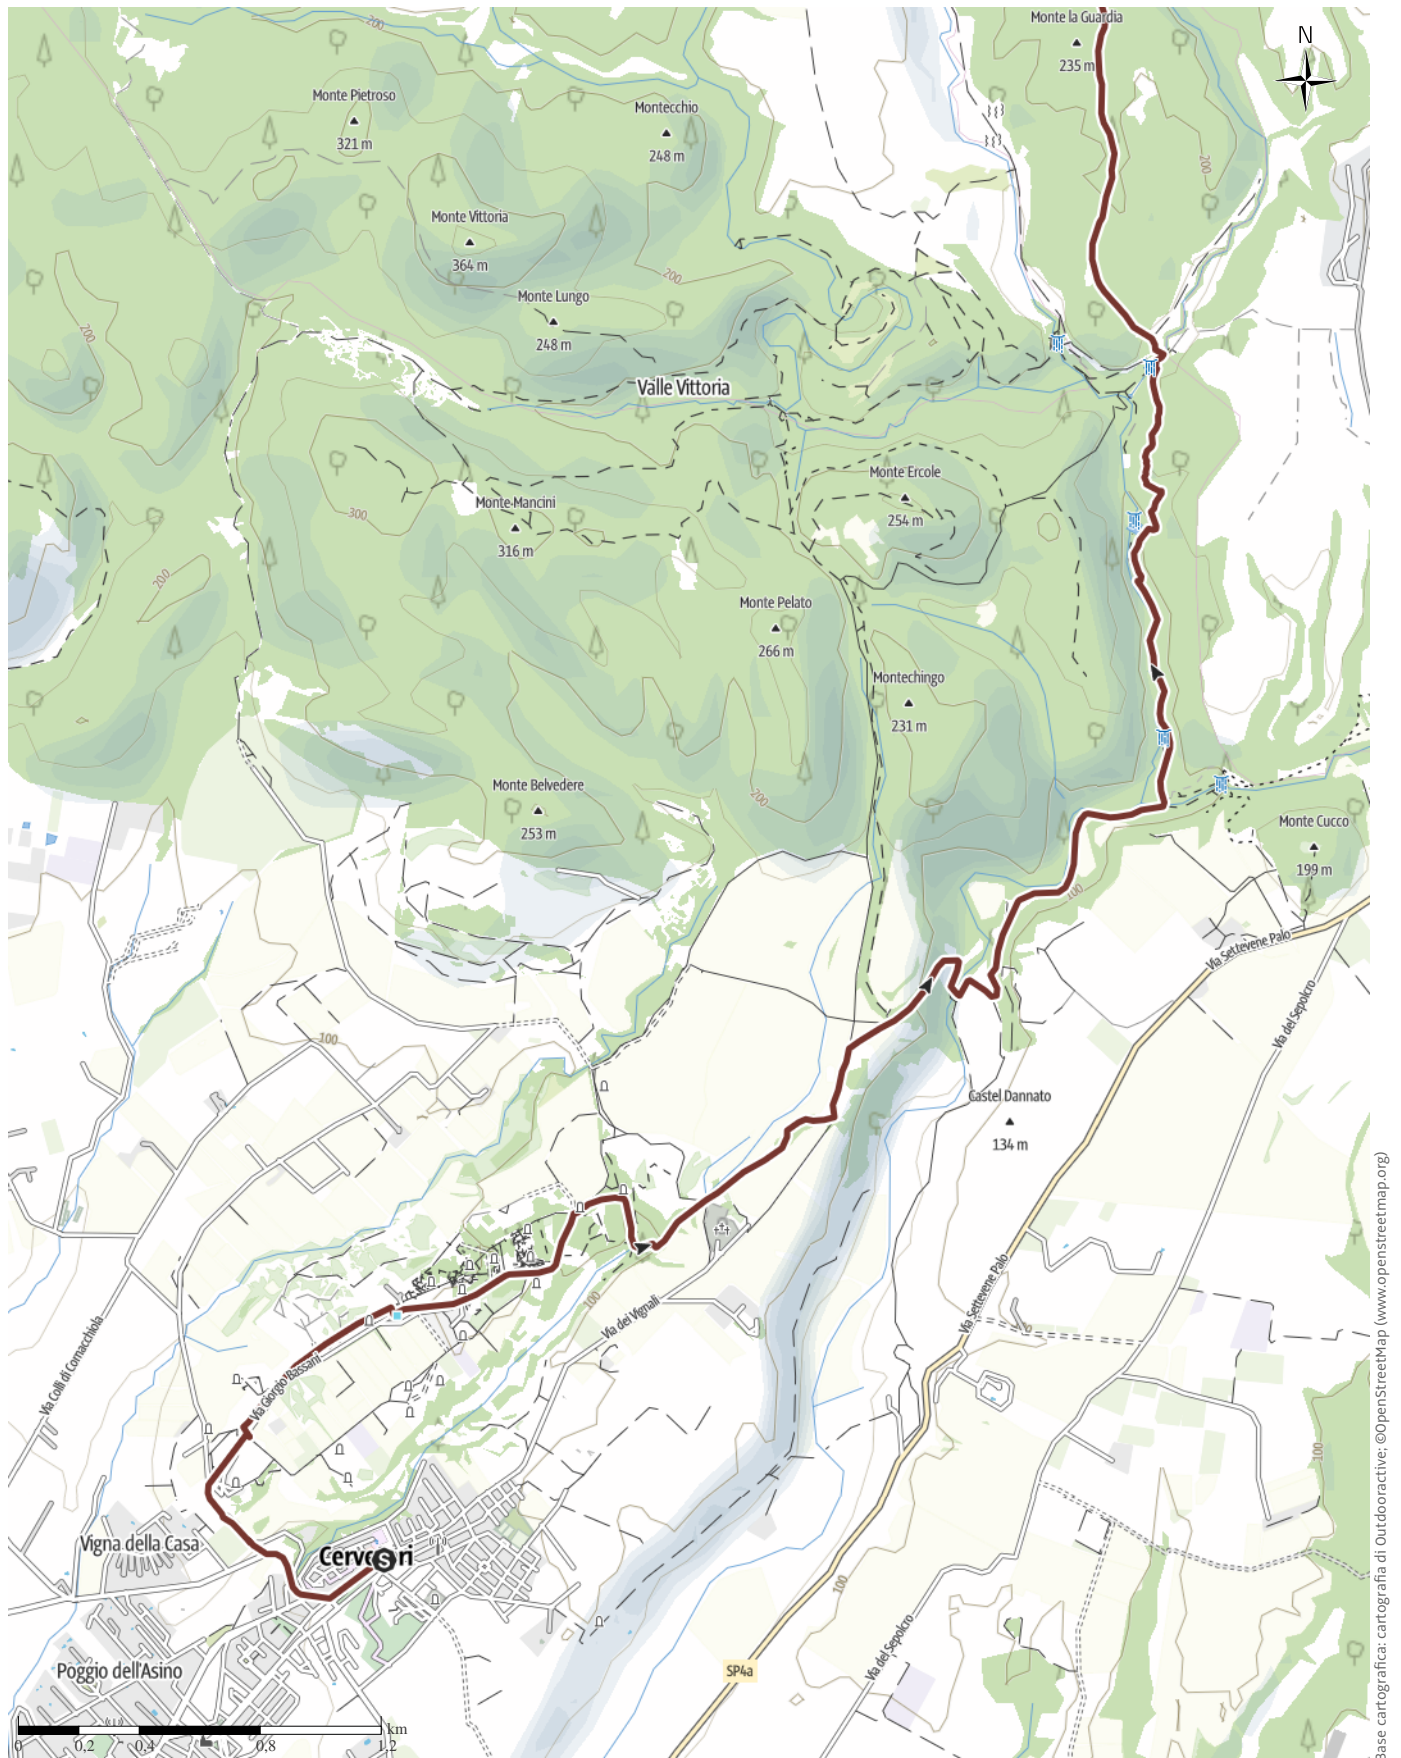 Monte la Guardia
235 m
N
200
Monte Pietroso
321 m
Montecchio
248 m
200
Monte Vittoria
364 m
200
Monte Lungo
248 m
200
Valle Vittoria
Monte Ercole
254 m
300
Monte Mancini
316 m
200
Monte Pelato
266 m
Montechingo
231 m
Monte Belvedere
253 m
200
Monte Cucco
199 m
100
Via Settevene Palo
Via del Sepolcro
100
Castel Dannato
134 m
Via Settevene Palo
100
Via dei Vignali
Via Colli di Cornacchiola
Via Giorgio Bassani
100
Vigna della Casa
S
100
Via del Sepolcro
Poggio dell'Asino
SP4a
km
0
0,2
0,4
0,8
1,2
Base cartografica: cartografia di Outdooractive; ©OpenStreetMap (www.openstreetmap.org)